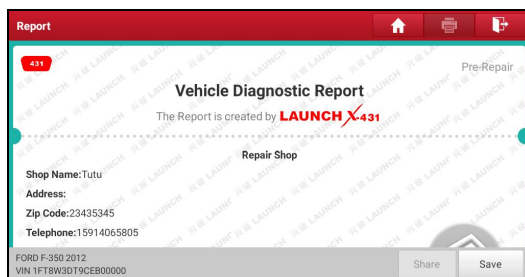 Report
431
Pre-Repair
Vehicle Diagnostic Report
The Report is created by LAUNCH X-431
Repair Shop
Shop Name:Tutu
Address:
Zip Code:23435345
Telephone:15914065805
FORD F-350 2012
VIN 1FT8W3DT9CEB00000
Share
Save